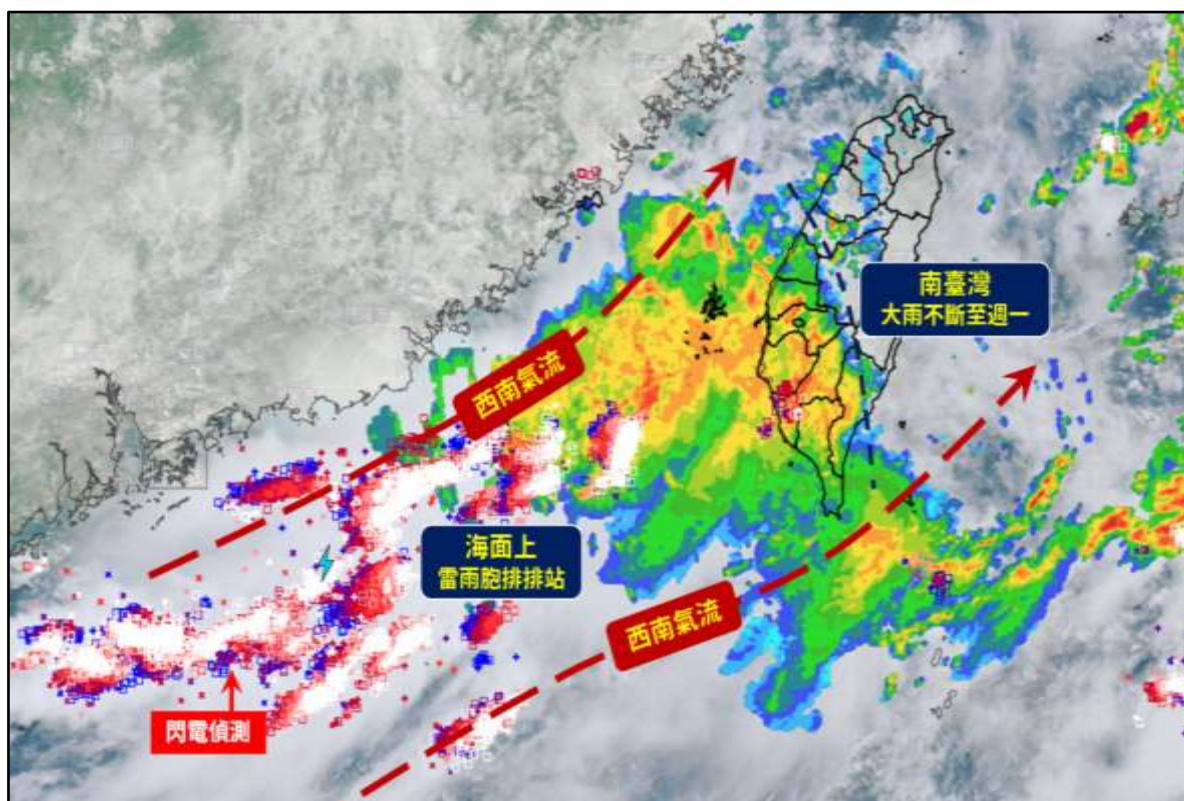 南臺灣
大雨不斷至週一
西南氣流
海面上
雷雨胞排排站
西南氣流
閃電偵測